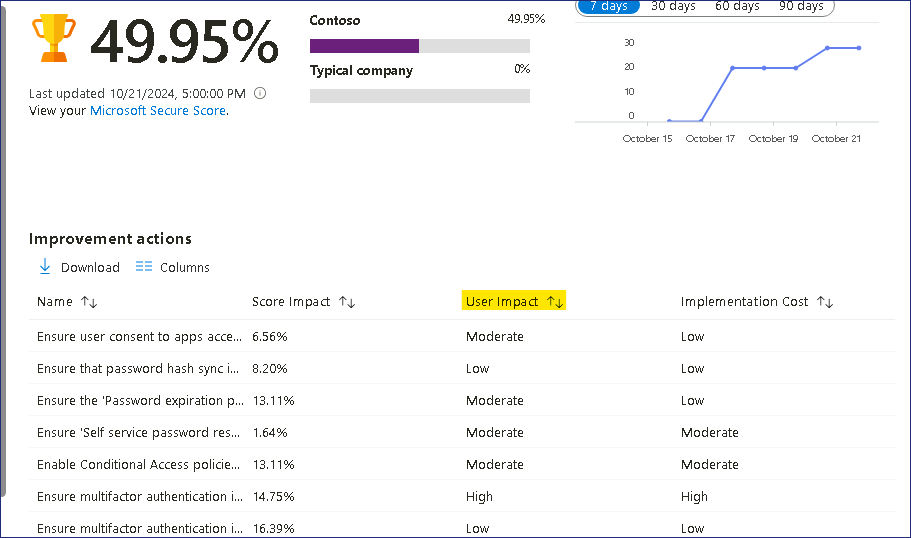 49.95%
Last updated 10/21/2024, 5:00:00 PM
View your Microsoft Secure Score.
Contoso 49.95%
Typical company 0%
7 days 30 days 60 days 90 days
30
20
10
0
October 15 October 17 October 19 October 21
Improvement actions
Download Columns
Name Score Impact User Impact Implementation Cost
Ensure user consent to apps acce... 6.56% Moderate Low
Ensure that password hash sync i... 8.20% Low Low
Ensure the 'Password expiration p... 13.11% Moderate Low
Ensure 'Self service password res... 1.64% Moderate Moderate
Enable Conditional Access policie... 13.11% Moderate Moderate
Ensure multifactor authentication i... 14.75% High High
Ensure multifactor authentication i... 16.39% Low Low